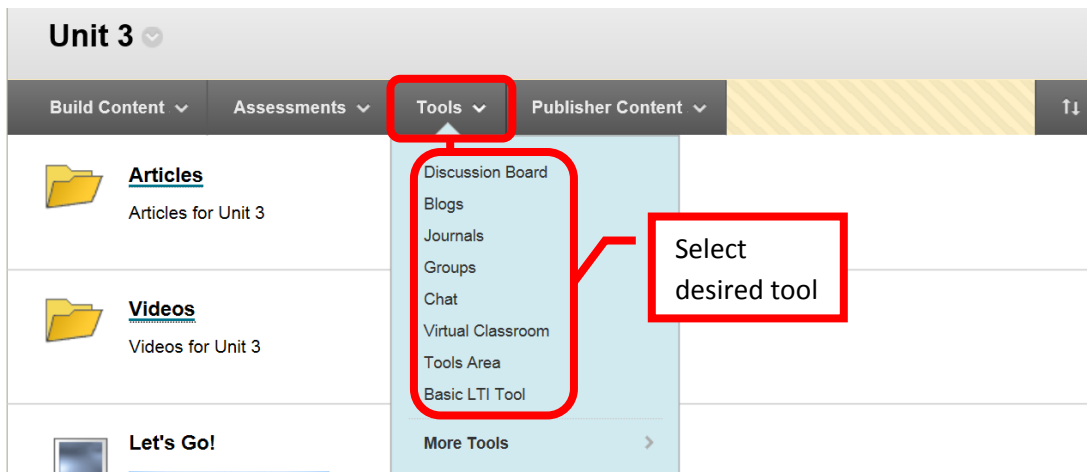 Unit 3
Build Content Assessments Tools Publisher Content
Articles
Articles for Unit 3
Videos
Videos for Unit 3
Let's Go!
Discussion Board
Blogs
Journals
Groups
Chat
Virtual Classroom
Tools Area
Basic LTI Tool
More Tools
Select
desired tool